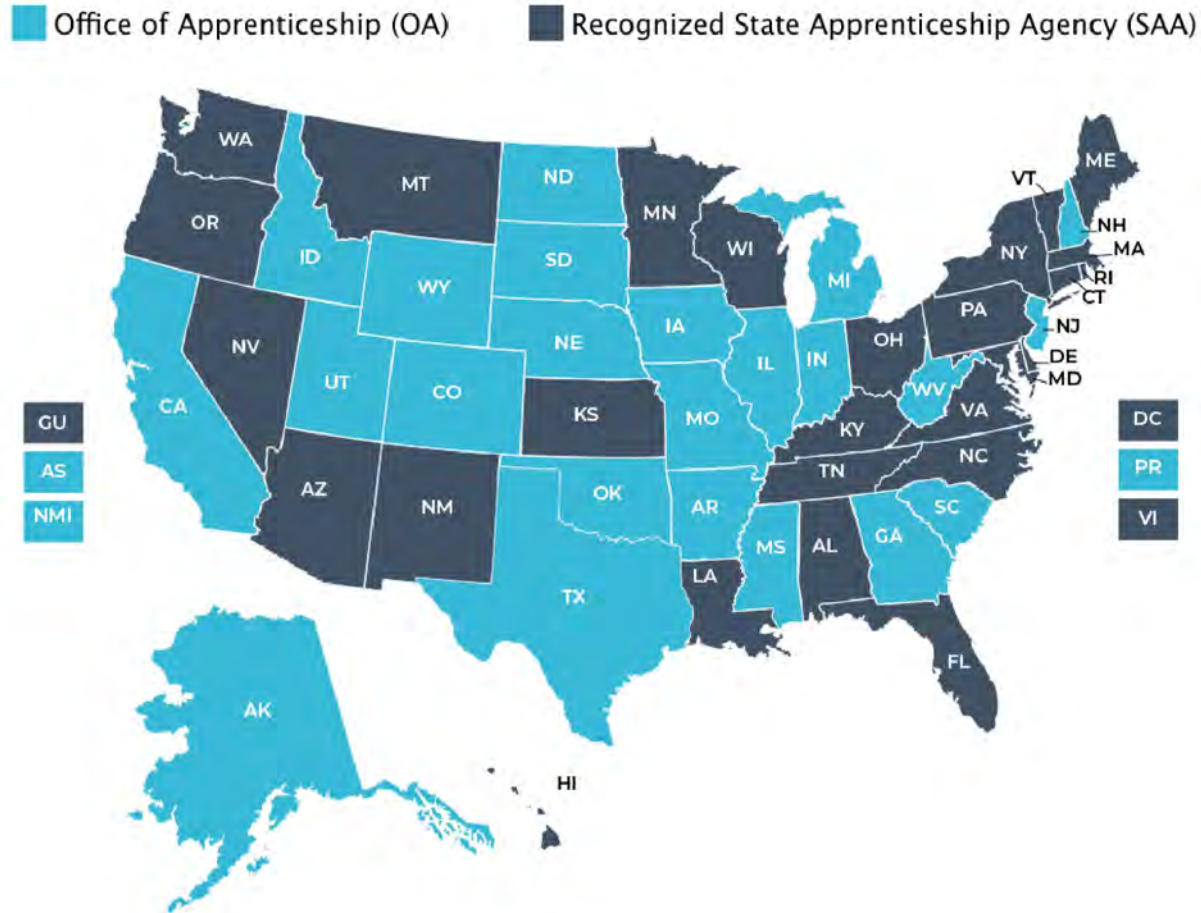 Office of Apprenticeship (OA) Recognized State Apprenticeship Agency (SAA)
WA
MT
ND
MN
ME
VT
OR
ID
SD
WI
NH
NY
MA
WY
MI
RI
CT
PA
NV
NE
IA
NJ
OH
UT
CO
IL
IN
DE
WV
MD
CA
KS
MO
VA
GU
KY
DC
NC
AS
AZ
NM
OK
TN
PR
NMI
AR
SC
MS
AL
GA
VI
LA
TX
FL
AK
HI